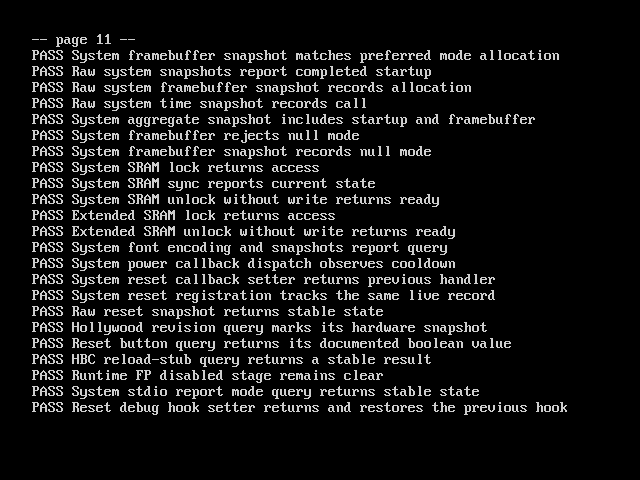 -- page 11 --
PASS System framebuffer snapshot matches preferred mode allocation
PASS Raw system snapshots report completed startup
PASS Raw system framebuffer snapshot records allocation
PASS Raw system time snapshot records call
PASS System aggregate snapshot includes startup and framebuffer
PASS System framebuffer rejects null mode
PASS System framebuffer snapshot records null mode
PASS System SRAM lock returns access
PASS System SRAM sync reports current state
PASS System SRAM unlock without write returns ready
PASS Extended SRAM lock returns access
PASS Extended SRAM unlock without write returns ready
PASS System font encoding and snapshots report query
PASS System power callback dispatch observes cooldown
PASS System reset callback setter returns previous handler
PASS System reset registration tracks the same live record
PASS Raw reset snapshot returns stable state
PASS Hollywood revision query marks its hardware snapshot
PASS Reset button query returns its documented boolean value
PASS HBC reload-stub query returns a stable result
PASS Runtime FP disabled stage remains clear
PASS System stdio report mode query returns stable state
PASS Reset debug hook setter returns and restores the previous hook